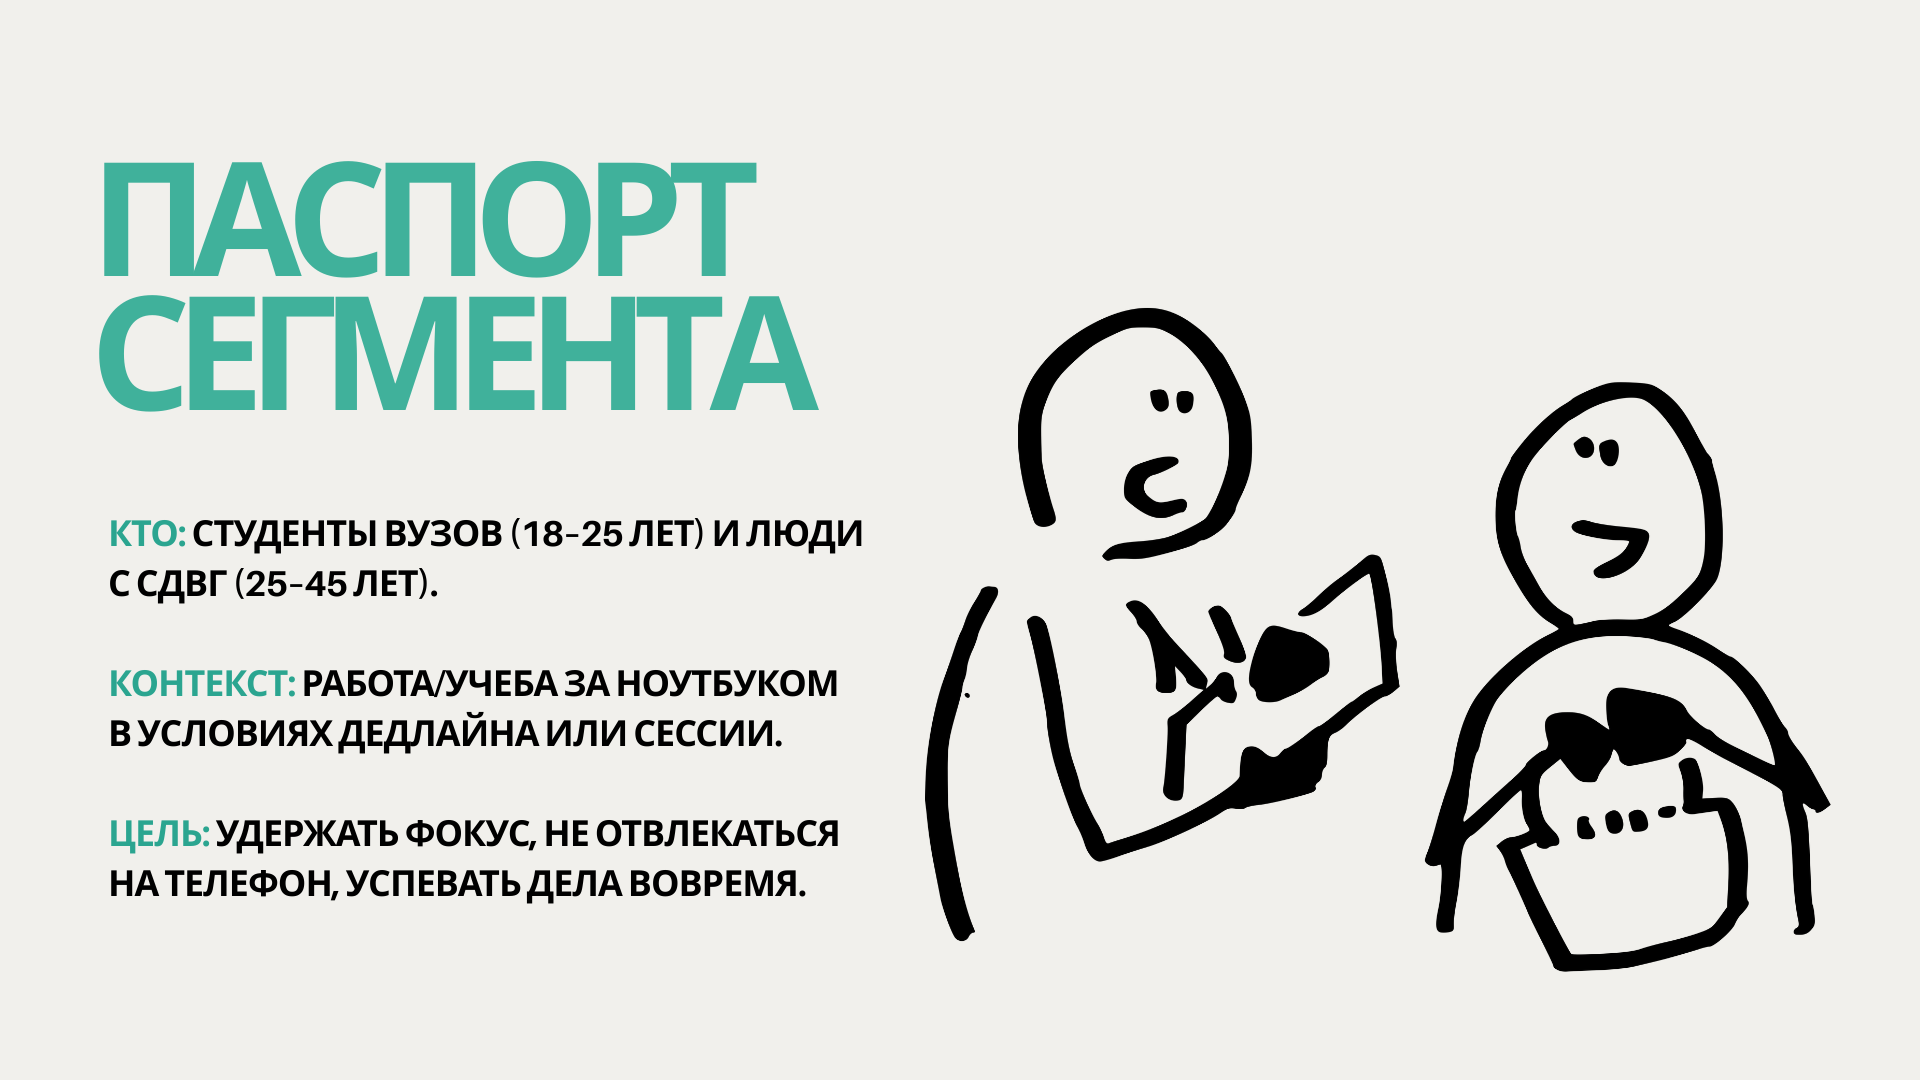 ПАСПОРТ
СЕГМЕНТА
КТО: СТУДЕНТЫ ВУЗОВ (18–25 ЛЕТ) И ЛЮДИ
С СДВГ (25–45 ЛЕТ).
КОНТЕКСТ: РАБОТА/УЧЕБА ЗА НОУТБУКОМ
В УСЛОВИЯХ ДЕДЛАЙНА ИЛИ СЕССИИ.
ЦЕЛЬ: УДЕРЖАТЬ ФОКУС, НЕ ОТВЛЕКАТЬСЯ
НА ТЕЛЕФОН, УСПЕВАТЬ ДЕЛА ВОВРЕМЯ.